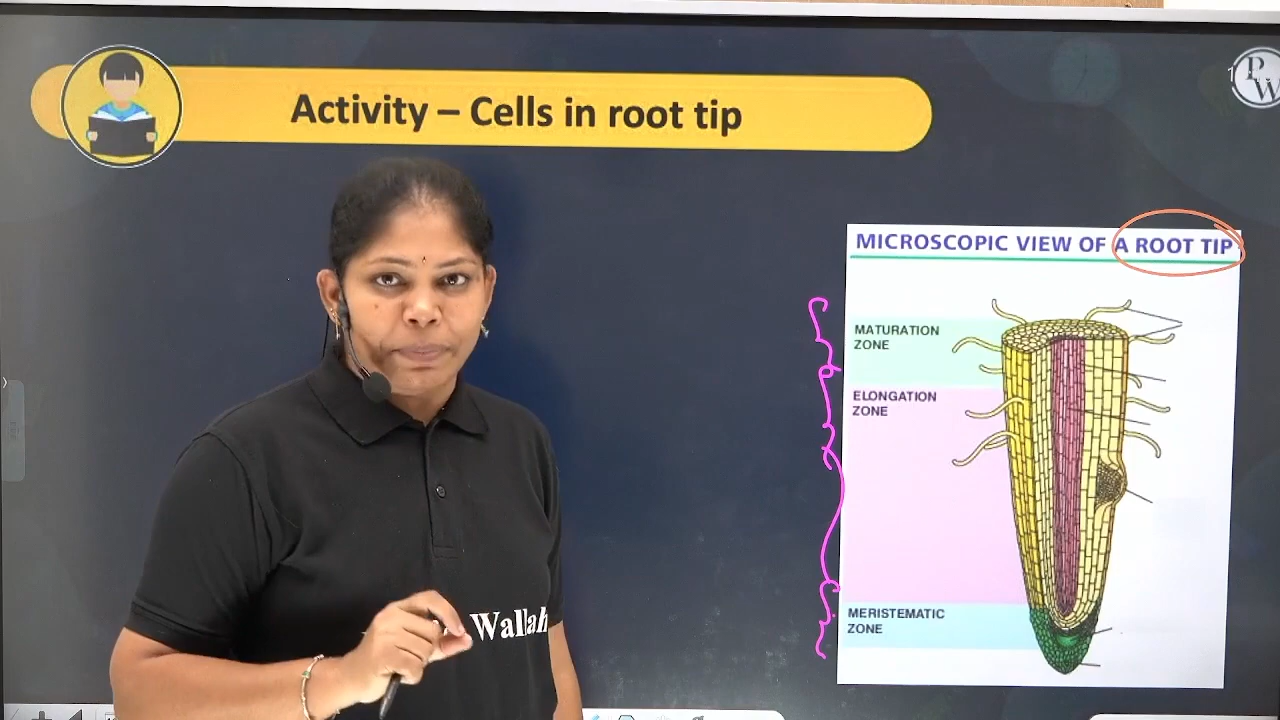 Activity – Cells in root tip
P
W
MICROSCOPIC VIEW OF A ROOT TIP
MATURATION
ZONE
ELONGATION
ZONE
MERISTEMATIC
ZONE
Wallah